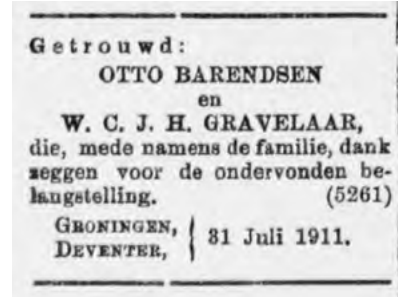 Getrouwd:
OTTO BARENDSEN
en
W. C. J. H. GRAVELAAR,
die, mede namens de familie, dank
zeggen voor de ondervonden be-
langstelling. (5261)
GRONINGEN,
DEVENTER,
31 Juli 1911.